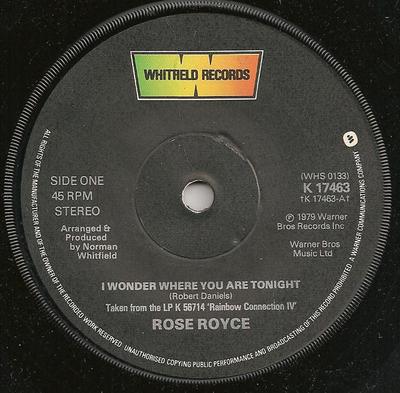 WHITFIELD RECORDS
SIDE ONE
45 RPM
STEREO
Arranged &
Produced
by Norman
Whitfield
(WHS 0133)
K 17463
†K 17463-A†
℗ 1979 Warner
Bros Records Inc
Warner Bros
Music Ltd
I WONDER WHERE YOU ARE TONIGHT
(Robert Daniels)
Taken from the LP K 56714 'Rainbow Connection IV'
ROSE ROYCE
ALL RIGHTS OF THE MANUFACTURER AND OF THE OWNER OF THE RECORDED WORK RESERVED. UNAUTHORISED COPYING PUBLIC PERFORMANCE AND BROADCASTING OF THIS RECORD PROHIBITED. A WARNER COMMUNICATIONS COMPANY